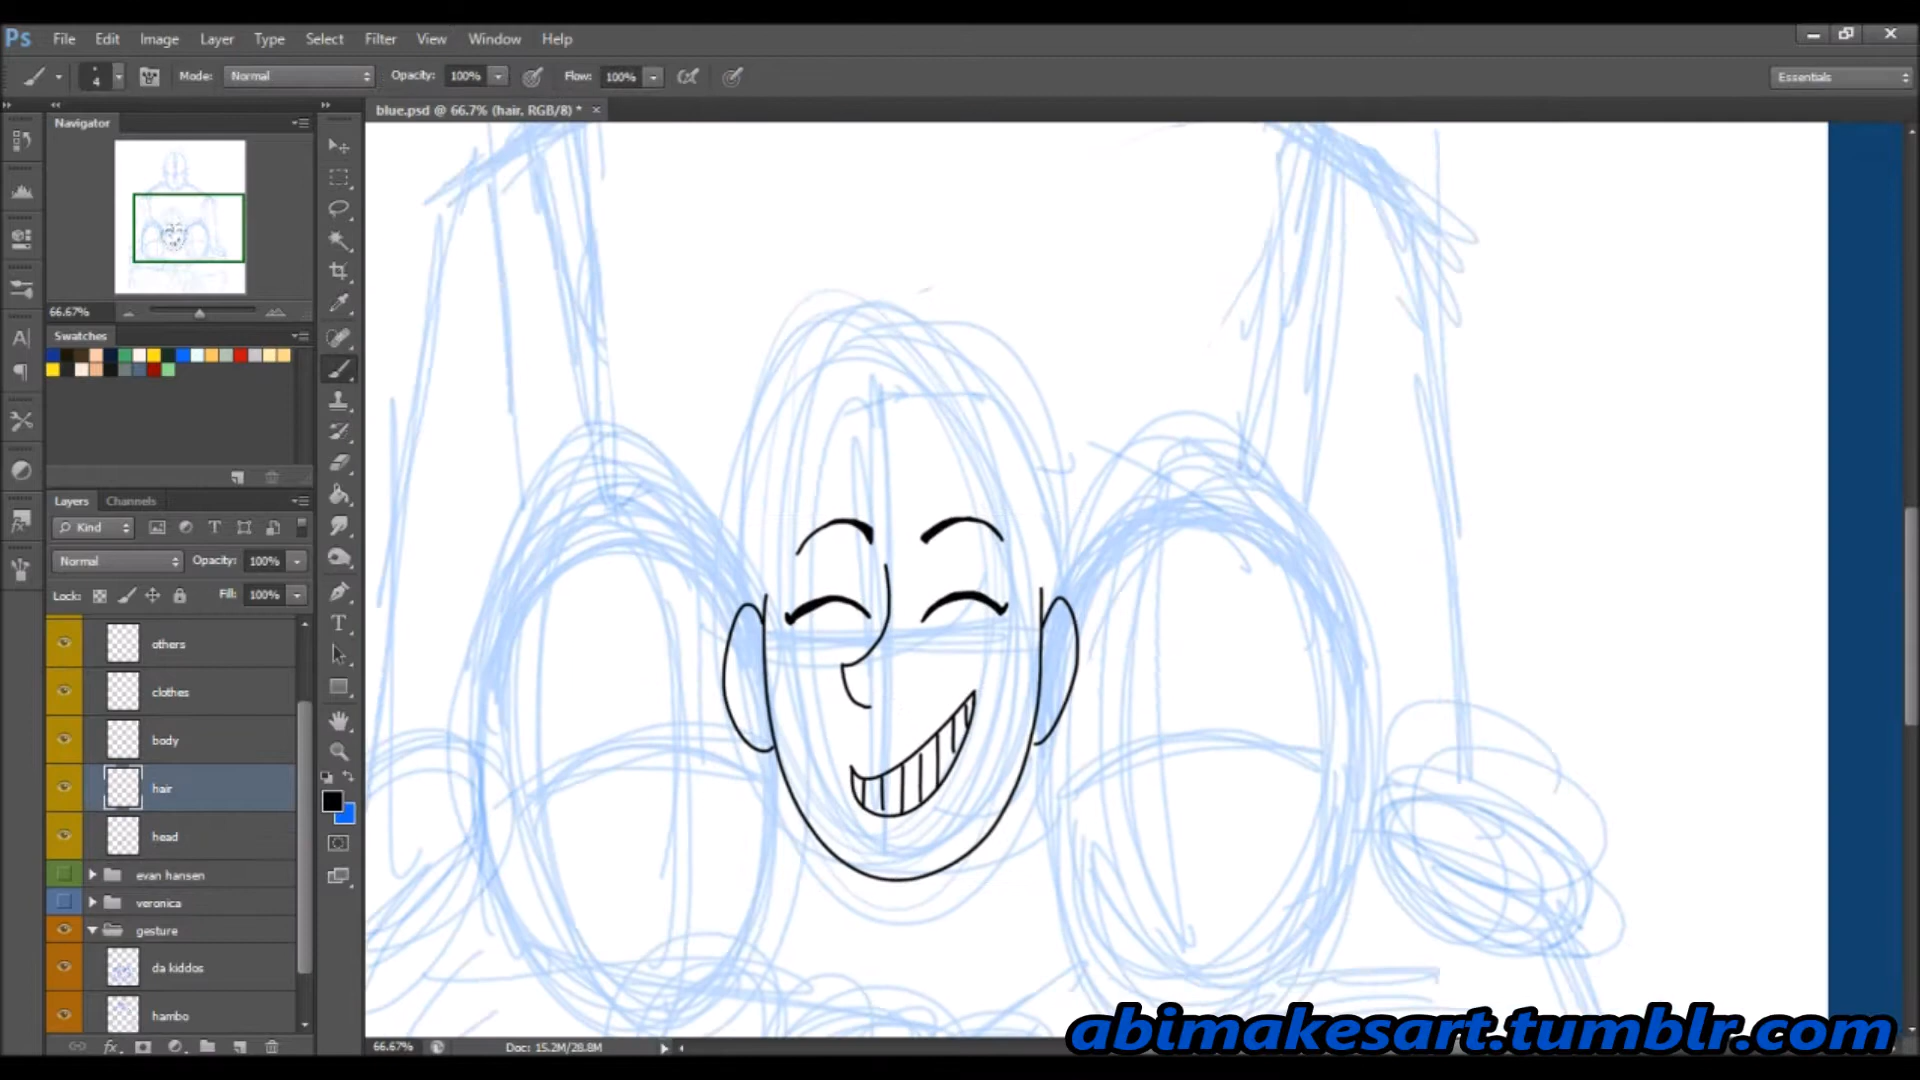 Ps File Edit Image Layer Type Select Filter View Window Help
4 Mode: Normal Opacity: 100% Flow: 100% Essentials
blue.psd @ 66.7% (hair, RGB/8) *
Navigator
66.67%
Swatches
Layers Channels
Kind
Normal Opacity: 100%
Lock: Fill: 100%
others
clothes
body
hair
head
evan hansen
veronica
gesture
da kiddos
hambo
66.67% Doc: 15.2M/28.8M
abimakesart.tumblr.com